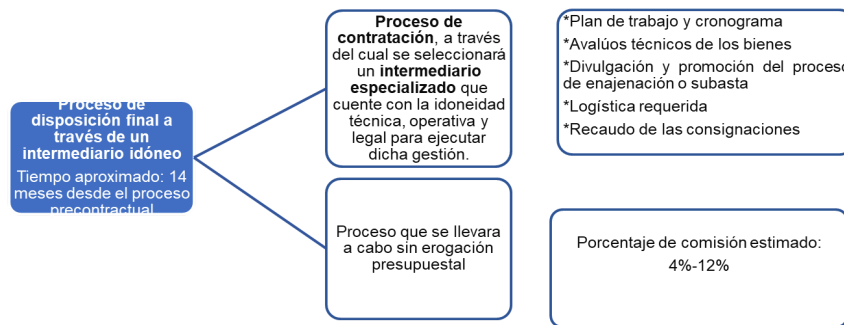 Proceso de
disposición final a
través de un
intermediario idóneo
Tiempo aproximado: 14
meses desde el proceso
precontractual
Proceso de
contratación, a través
del cual se seleccionará
un intermediario
especializado que
cuente con la idoneidad
técnica, operativa y
legal para ejecutar
dicha gestión.
*Plan de trabajo y cronograma
*Avalúos técnicos de los bienes
*Divulgación y promoción del proceso
de enajenación o subasta
*Logística requerida
*Recaudo de las consignaciones
Proceso que se llevara
a cabo sin erogación
presupuestal
Porcentaje de comisión estimado:
4%-12%